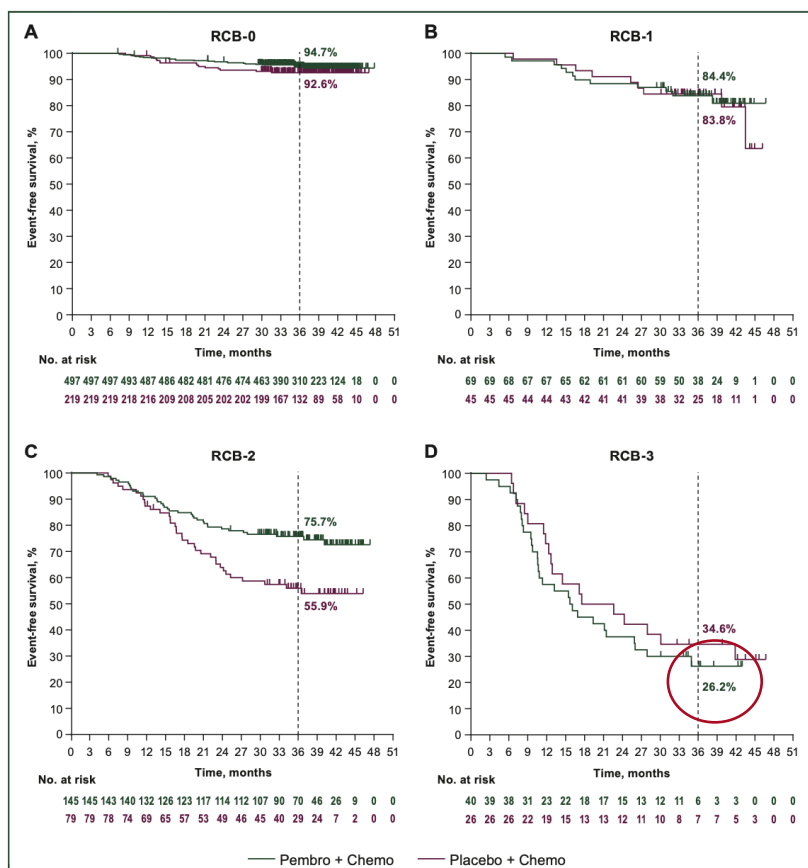 A
RCB-0
100
90
80
70
60
50
40
30
20
10
0
Event-free survival, %
94.7%
92.6%
0 3 6 9 12 15 18 21 24 27 30 33 36 39 42 45 48 51
Time, months
No. at risk
497 497 497 493 487 486 482 481 476 474 463 390 310 223 124 18 0 0
219 219 219 218 216 209 208 205 202 202 199 167 132 89 58 10 0 0
B
RCB-1
100
90
80
70
60
50
40
30
20
10
0
Event-free survival, %
84.4%
83.8%
0 3 6 9 12 15 18 21 24 27 30 33 36 39 42 45 48 51
Time, months
No. at risk
69 69 68 67 67 65 62 61 61 60 59 50 38 24 9 1 0 0
45 45 45 44 44 43 42 41 41 39 38 32 25 18 11 1 0 0
C
RCB-2
100
90
80
70
60
50
40
30
20
10
0
Event-free survival, %
75.7%
55.9%
0 3 6 9 12 15 18 21 24 27 30 33 36 39 42 45 48 51
Time, months
No. at risk
145 145 143 140 132 126 123 117 114 112 107 90 70 46 26 9 0 0
79 79 78 74 69 65 57 53 49 46 45 40 29 24 7 2 0 0
D
RCB-3
100
90
80
70
60
50
40
30
20
10
0
Event-free survival, %
34.6%
26.2%
0 3 6 9 12 15 18 21 24 27 30 33 36 39 42 45 48 51
Time, months
No. at risk
40 39 38 31 23 22 18 17 15 13 12 11 6 3 3 0 0 0
26 26 26 22 19 15 13 13 12 11 10 8 7 7 5 3 0 0
Pembro + Chemo
Placebo + Chemo